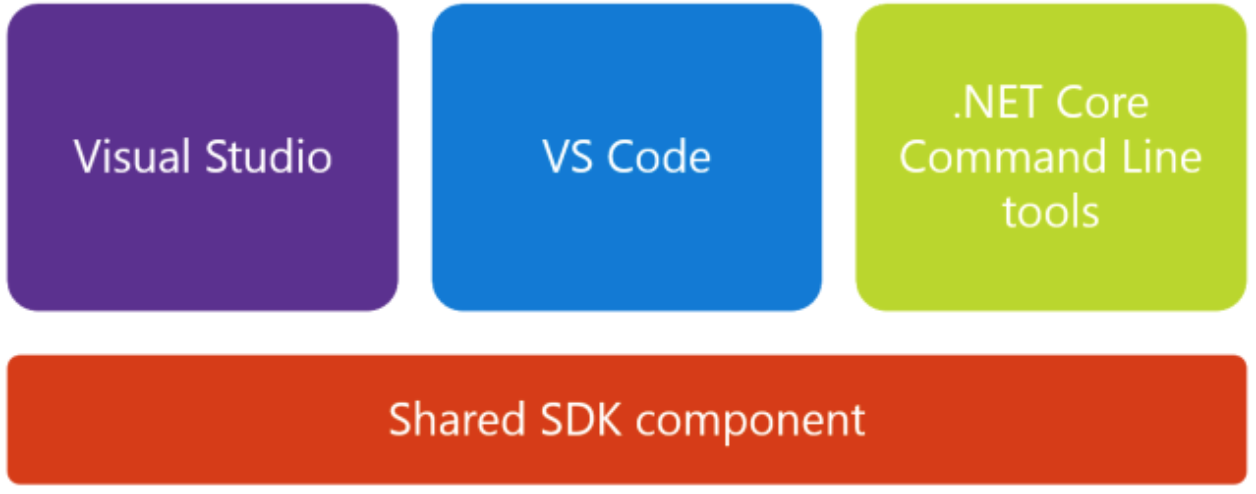 Visual Studio
VS Code
.NET Core
Command Line
tools
Shared SDK component